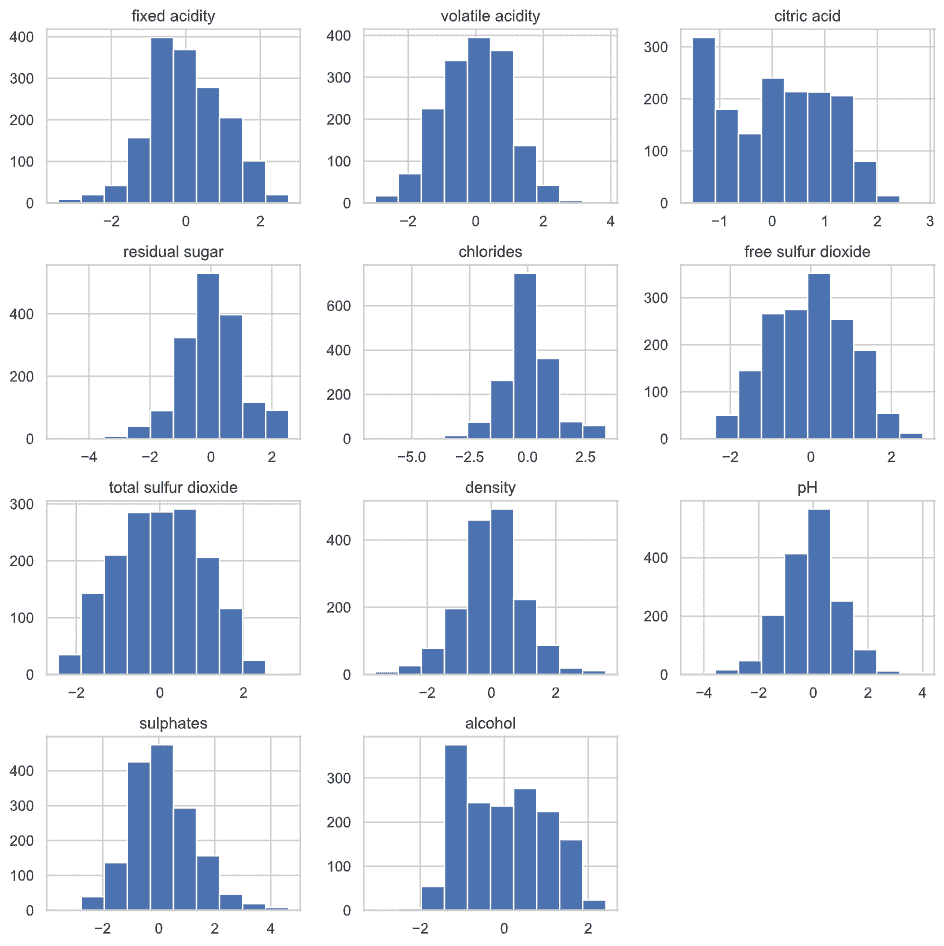 fixed acidity
400
300
200
100
0
−2 0 2
volatile acidity
400
300
200
100
0
−2 0 2 4
citric acid
300
200
100
0
−1 0 1 2 3
residual sugar
400
200
0
−4 −2 0 2
chlorides
600
400
200
0
−5.0 −2.5 0.0 2.5
free sulfur dioxide
300
200
100
0
−2 0 2
total sulfur dioxide
300
200
100
0
−2 0 2
density
400
200
0
−2 0 2
pH
400
200
0
−4 −2 0 2 4
sulphates
400
300
200
100
0
−2 0 2 4
alcohol
300
200
100
0
−2 0 2